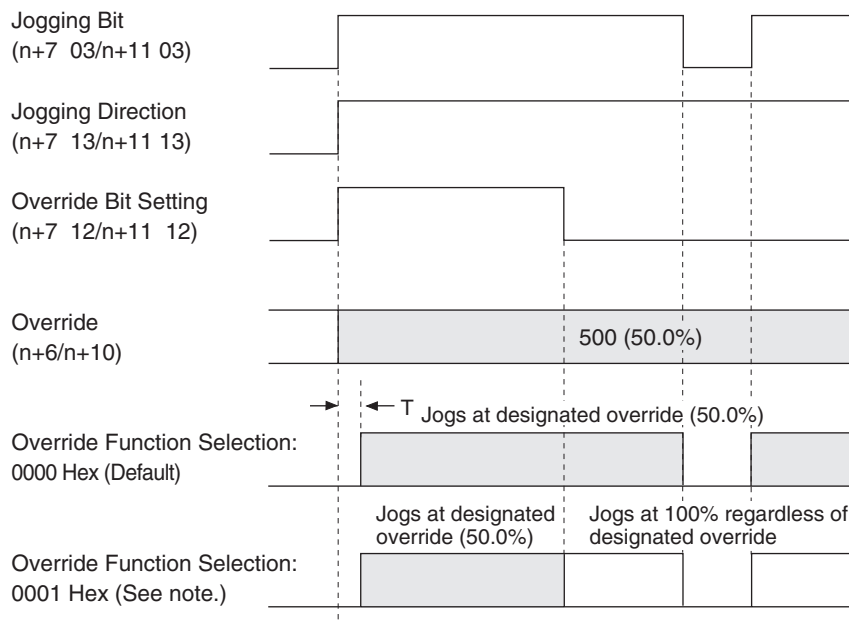 Jogging Bit
(n+7 03/n+11 03)
Jogging Direction
(n+7 13/n+11 13)
Override Bit Setting
(n+7 12/n+11 12)
Override
(n+6/n+10)
500 (50.0%)
T
Jogs at designated override (50.0%)
Override Function Selection:
0000 Hex (Default)
Jogs at designated
override (50.0%)
Jogs at 100% regardless of
designated override
Override Function Selection:
0001 Hex (See note.)